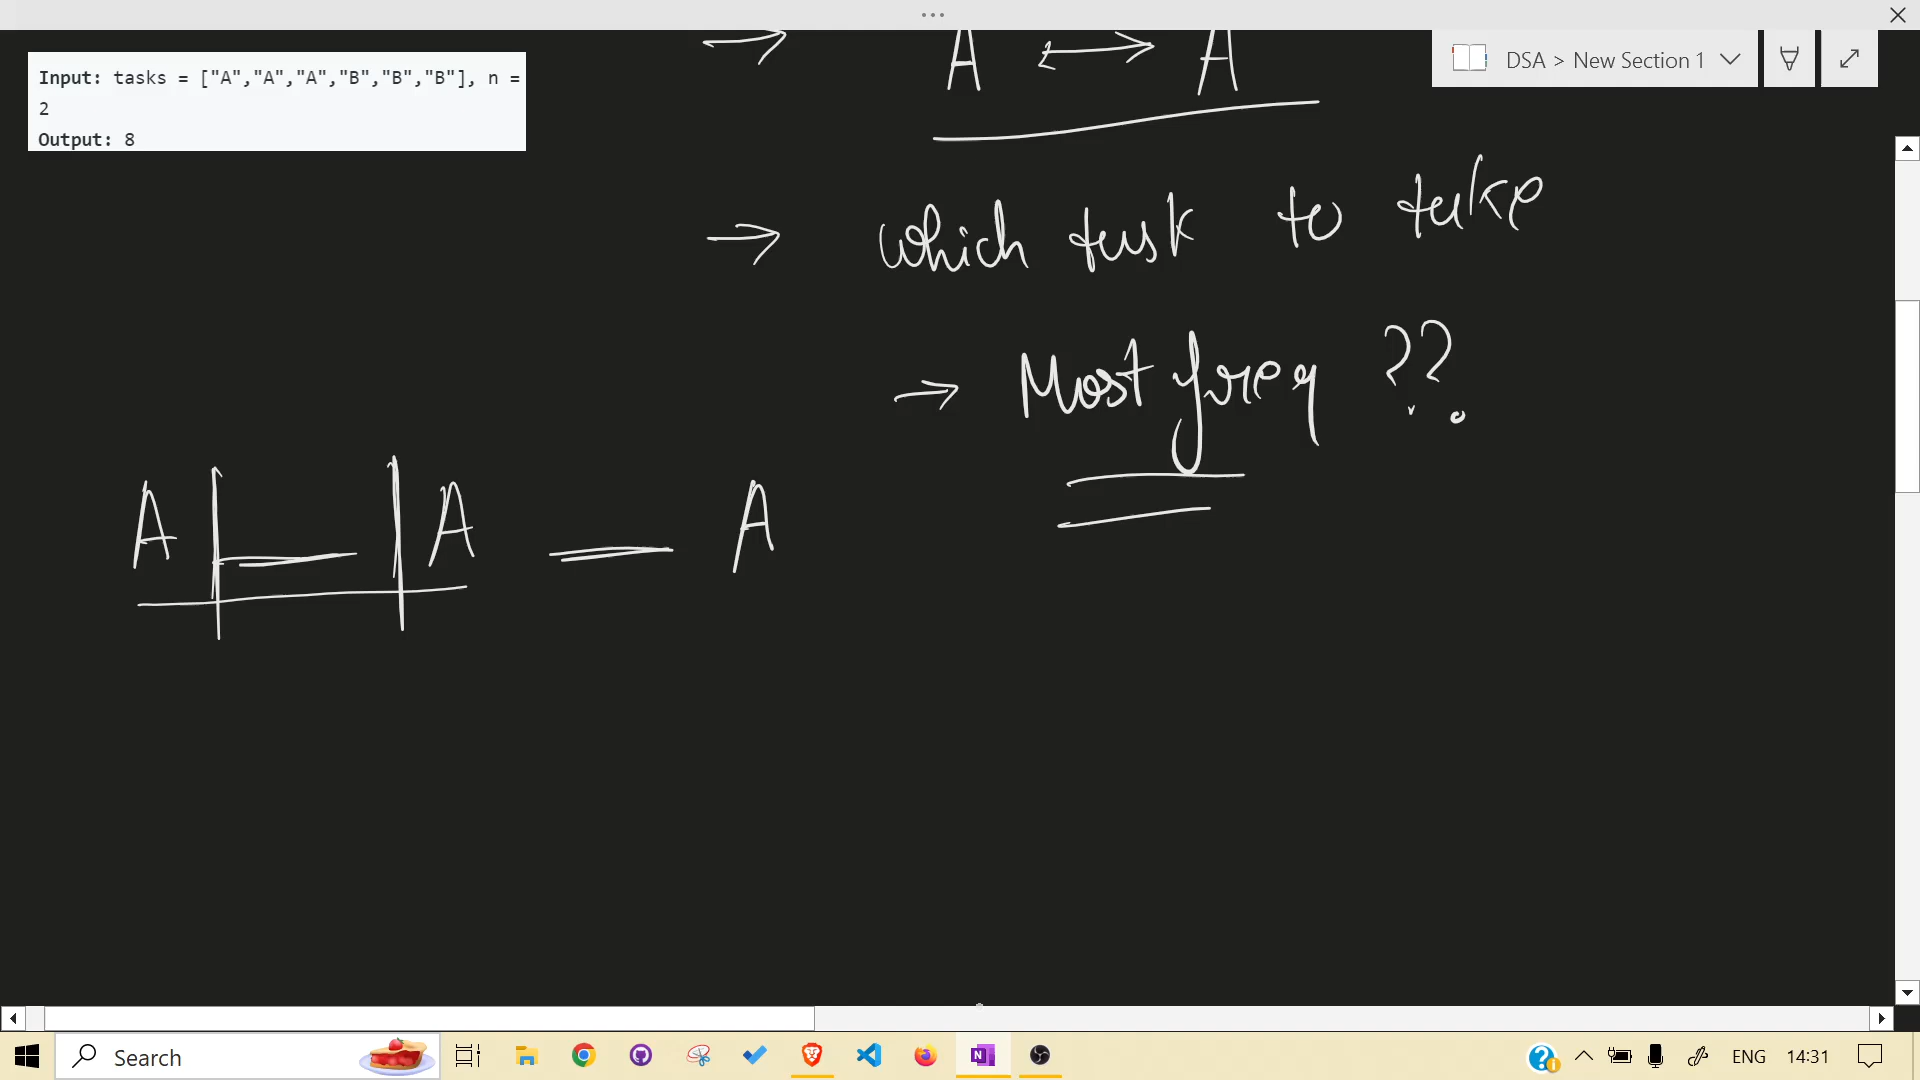 Input: tasks = ["A","A","A","B","B","B"], n =
2
Output: 8
DSA > New Section 1
→ A ↔ A
→ which task to take
→ Most freq ??
A A A
Search
ENG 14:31